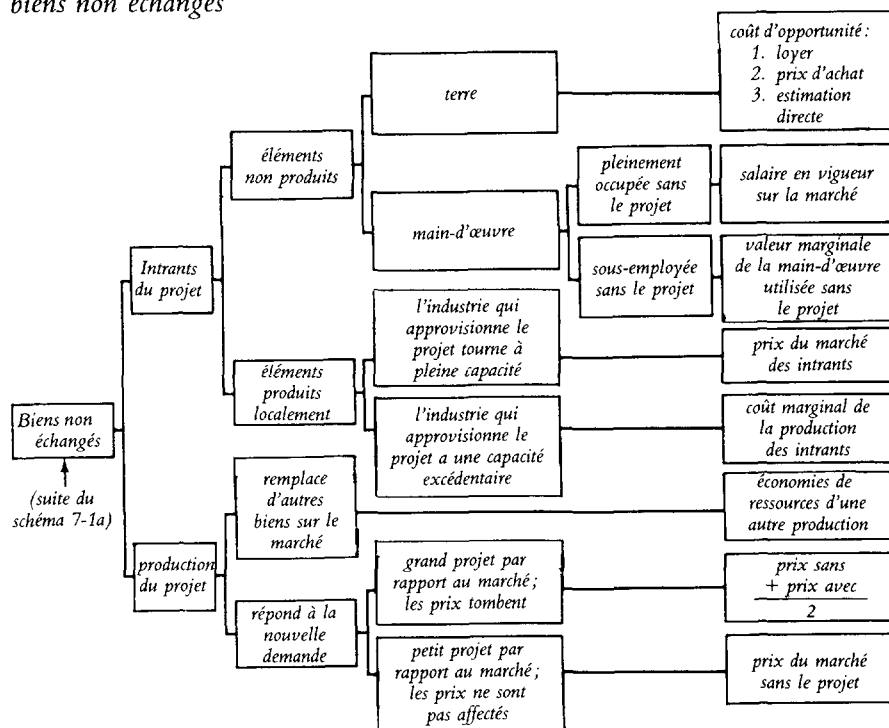 biens non échangés
coût d'opportunité :
1. loyer
2. prix d'achat
3. estimation
directe
terre
éléments
non produits
pleinement
occupée sans
le projet
salaire en vigueur
sur la marché
main-d'œuvre
sous-employée
sans le projet
valeur marginale
de la main-d'œuvre
utilisée sans
le projet
Intrants
du projet
l'industrie qui
approvisionne le
projet tourne à
pleine capacité
prix du marché
des intrants
éléments
produits
localement
l'industrie qui
approvisionne le
projet a une capacité
excédentaire
coût marginal de
la production
des intrants
Biens non
échangés
(suite du
schéma 7-1a)
remplace
d'autres
biens sur le
marché
économies de
ressources d'une
autre production
production
du projet
grand projet par
rapport au marché ;
les prix tombent
prix sans
+ prix avec
2
répond à la
nouvelle
demande
petit projet par
rapport au marché ;
les prix ne sont
pas affectés
prix du marché
sans le projet